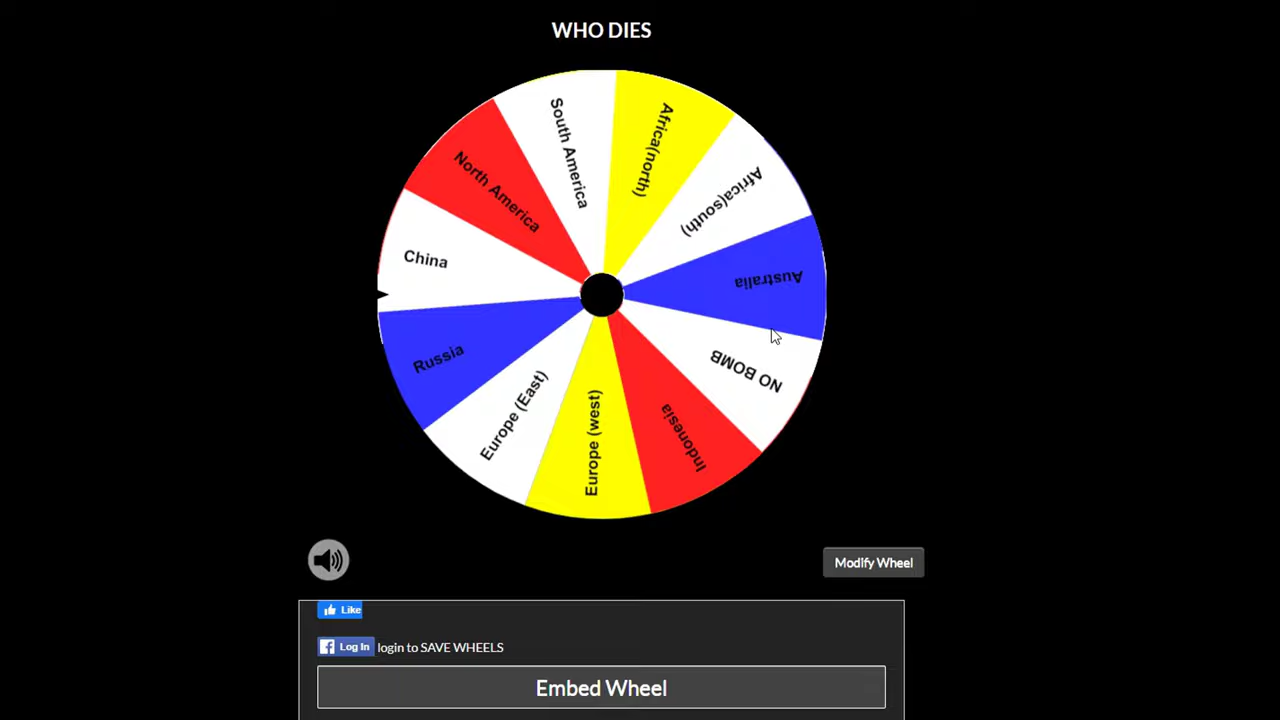 WHO DIES
South America
Africa(north)
North America
Africa(south)
China
Australia
Russia
NO BOMB
Europe (East)
Europe (west)
Indonesia
Modify Wheel
Like
Log In login to SAVE WHEELS
Embed Wheel